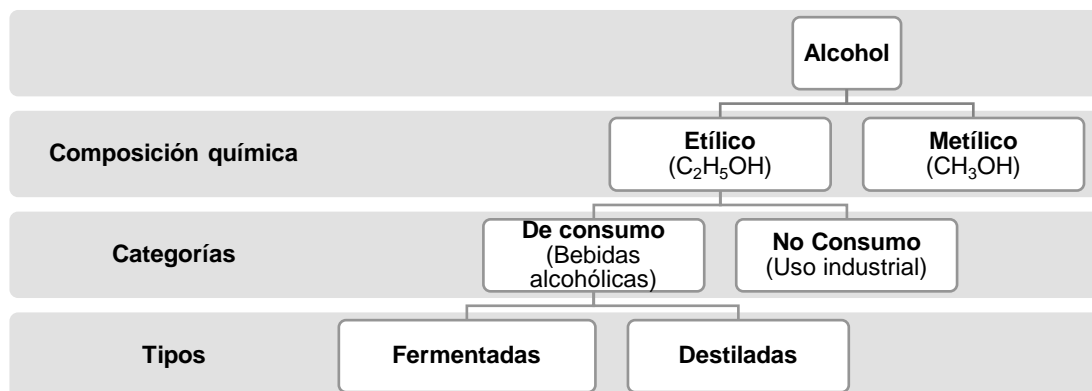 Alcohol
Composición química
Etílico
(C₂H₅OH)
Metílico
(CH₃OH)
Categorías
De consumo
(Bebidas
alcohólicas)
No Consumo
(Uso industrial)
Tipos
Fermentadas
Destiladas